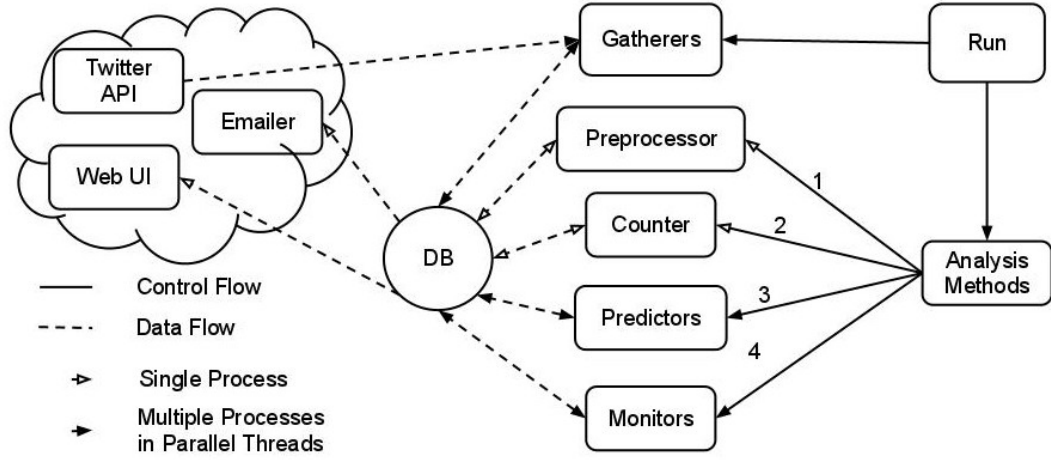 Twitter
API
Emailer
Web UI
Gatherers
Run
Preprocessor
1
Counter
2
DB
Analysis
Methods
3
Predictors
4
Monitors
Control Flow
Data Flow
Single Process
Multiple Processes
in Parallel Threads